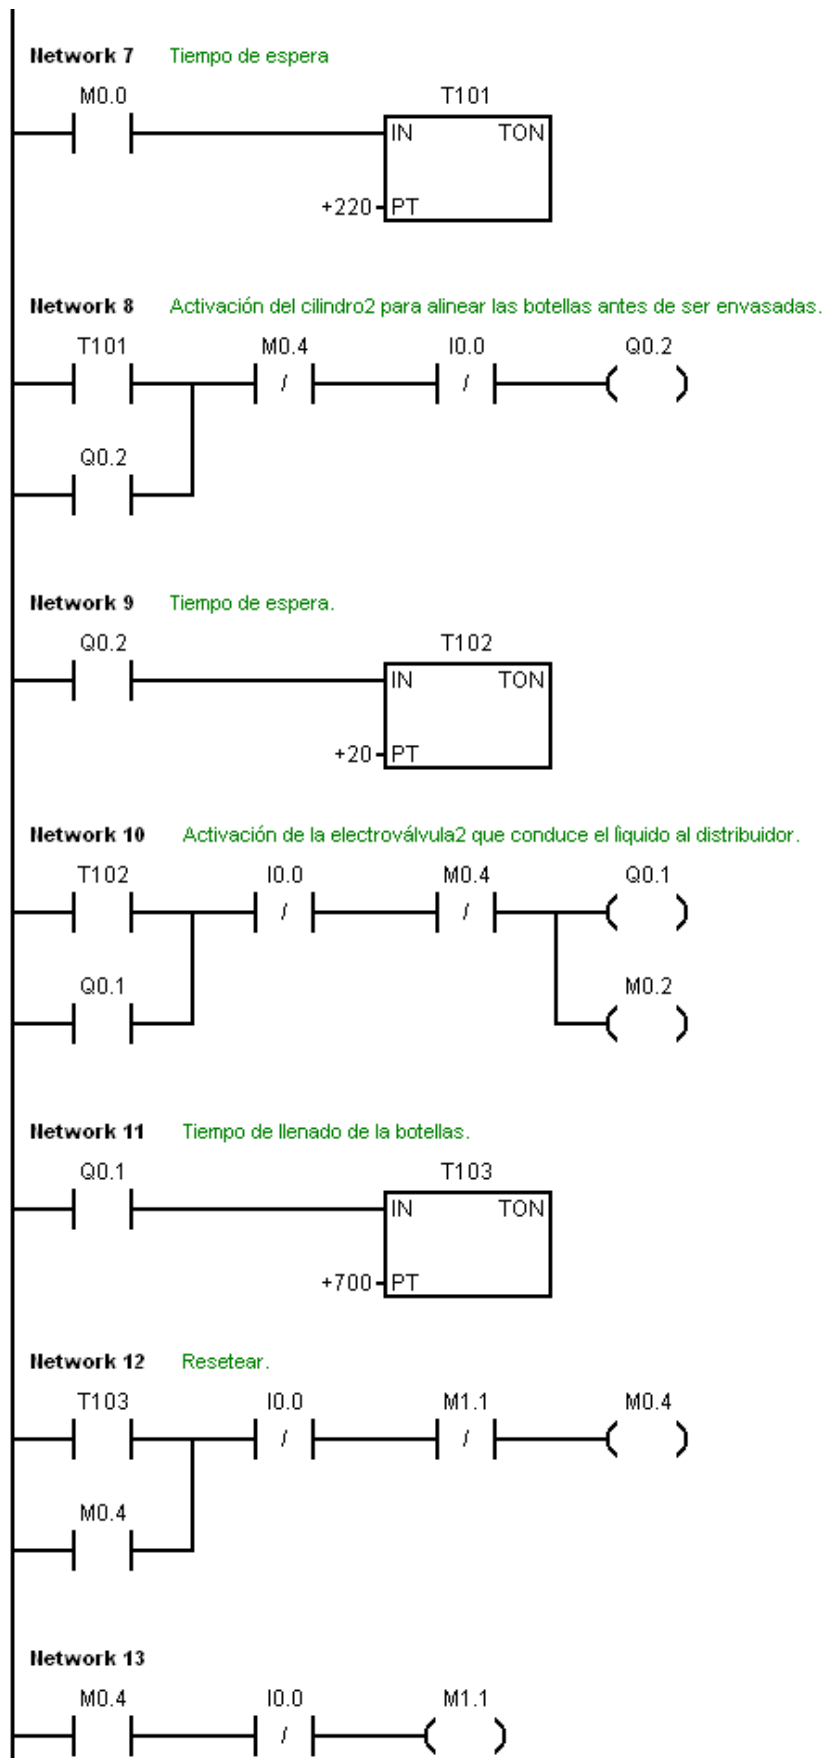 Network 7 Tiempo de espera
M0.0 T101
IN TON
+220 PT
Network 8 Activación del cilindro2 para alinear las botellas antes de ser envasadas.
T101 M0.4 I0.0 Q0.2
/ /
Q0.2
Network 9 Tiempo de espera.
Q0.2 T102
IN TON
+20 PT
Network 10 Activación de la electroválvula2 que conduce el líquido al distribuidor.
T102 I0.0 M0.4 Q0.1
/ /
Q0.1 M0.2
Network 11 Tiempo de llenado de la botellas.
Q0.1 T103
IN TON
+700 PT
Network 12 Resetear.
T103 I0.0 M1.1 M0.4
/ /
M0.4
Network 13
M0.4 I0.0 M1.1
/